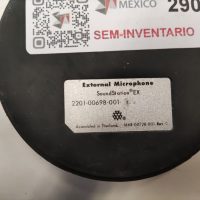 MEXICO
290
SEM-INVENTARIO
External Microphone
SoundStation EX
2201-00698-001
Assembled in Thailand